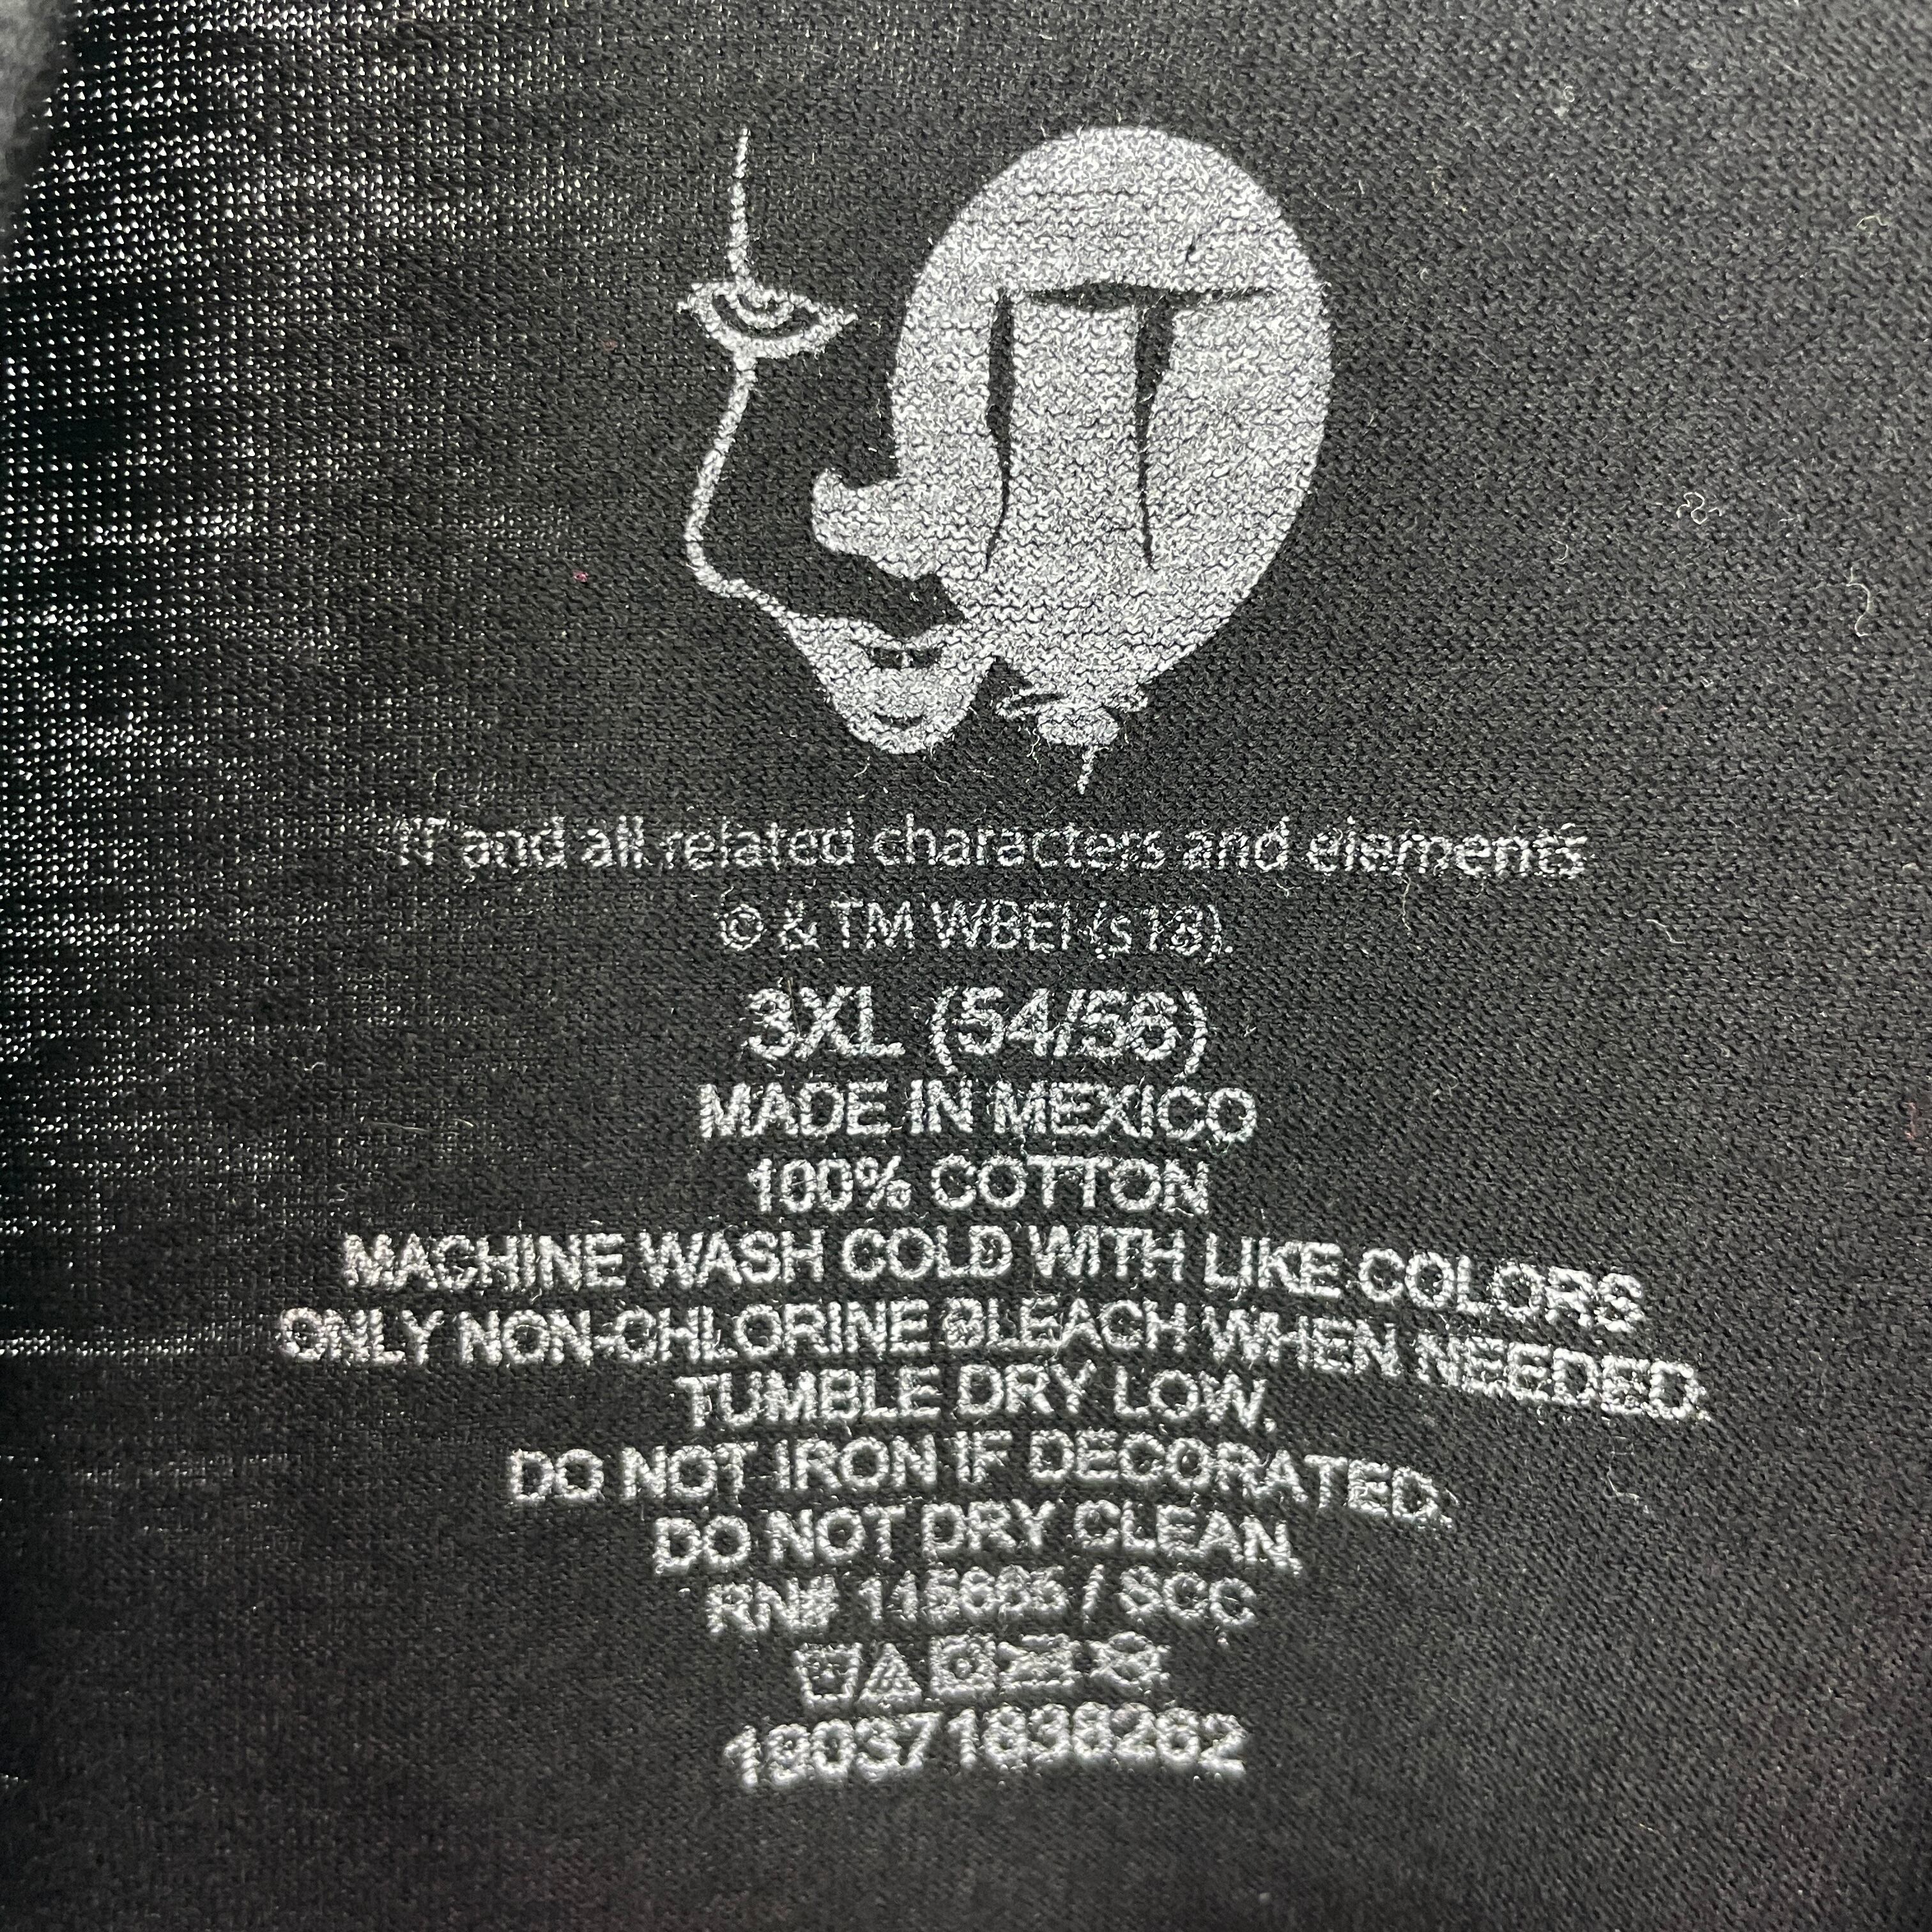 IT and all related characters and elements
© & TM WBEI (s18).
3XL (54/56)
MADE IN MEXICO
100% COTTON
MACHINE WASH COLD WITH LIKE COLORS
ONLY NON-CHLORINE BLEACH WHEN NEEDED.
TUMBLE DRY LOW.
DO NOT IRON IF DECORATED.
DO NOT DRY CLEAN.
RN# 115665 / SCC
190371838262